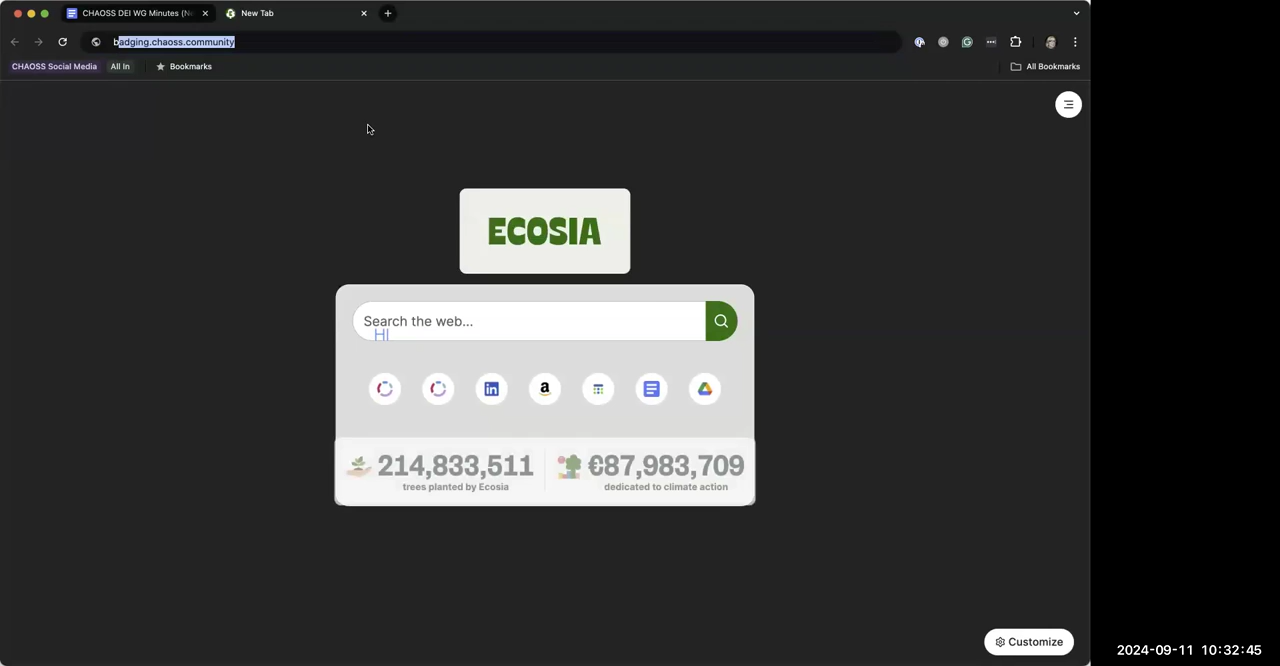 CHAOSS DEI WG Minutes (Ne
New Tab
badging.chaoss.community
CHAOSS Social Media
All In
Bookmarks
All Bookmarks
ECOSIA
Search the web...
HI
214,833,511
trees planted by Ecosia
€87,983,709
dedicated to climate action
Customize
2024-09-11 10:32:45